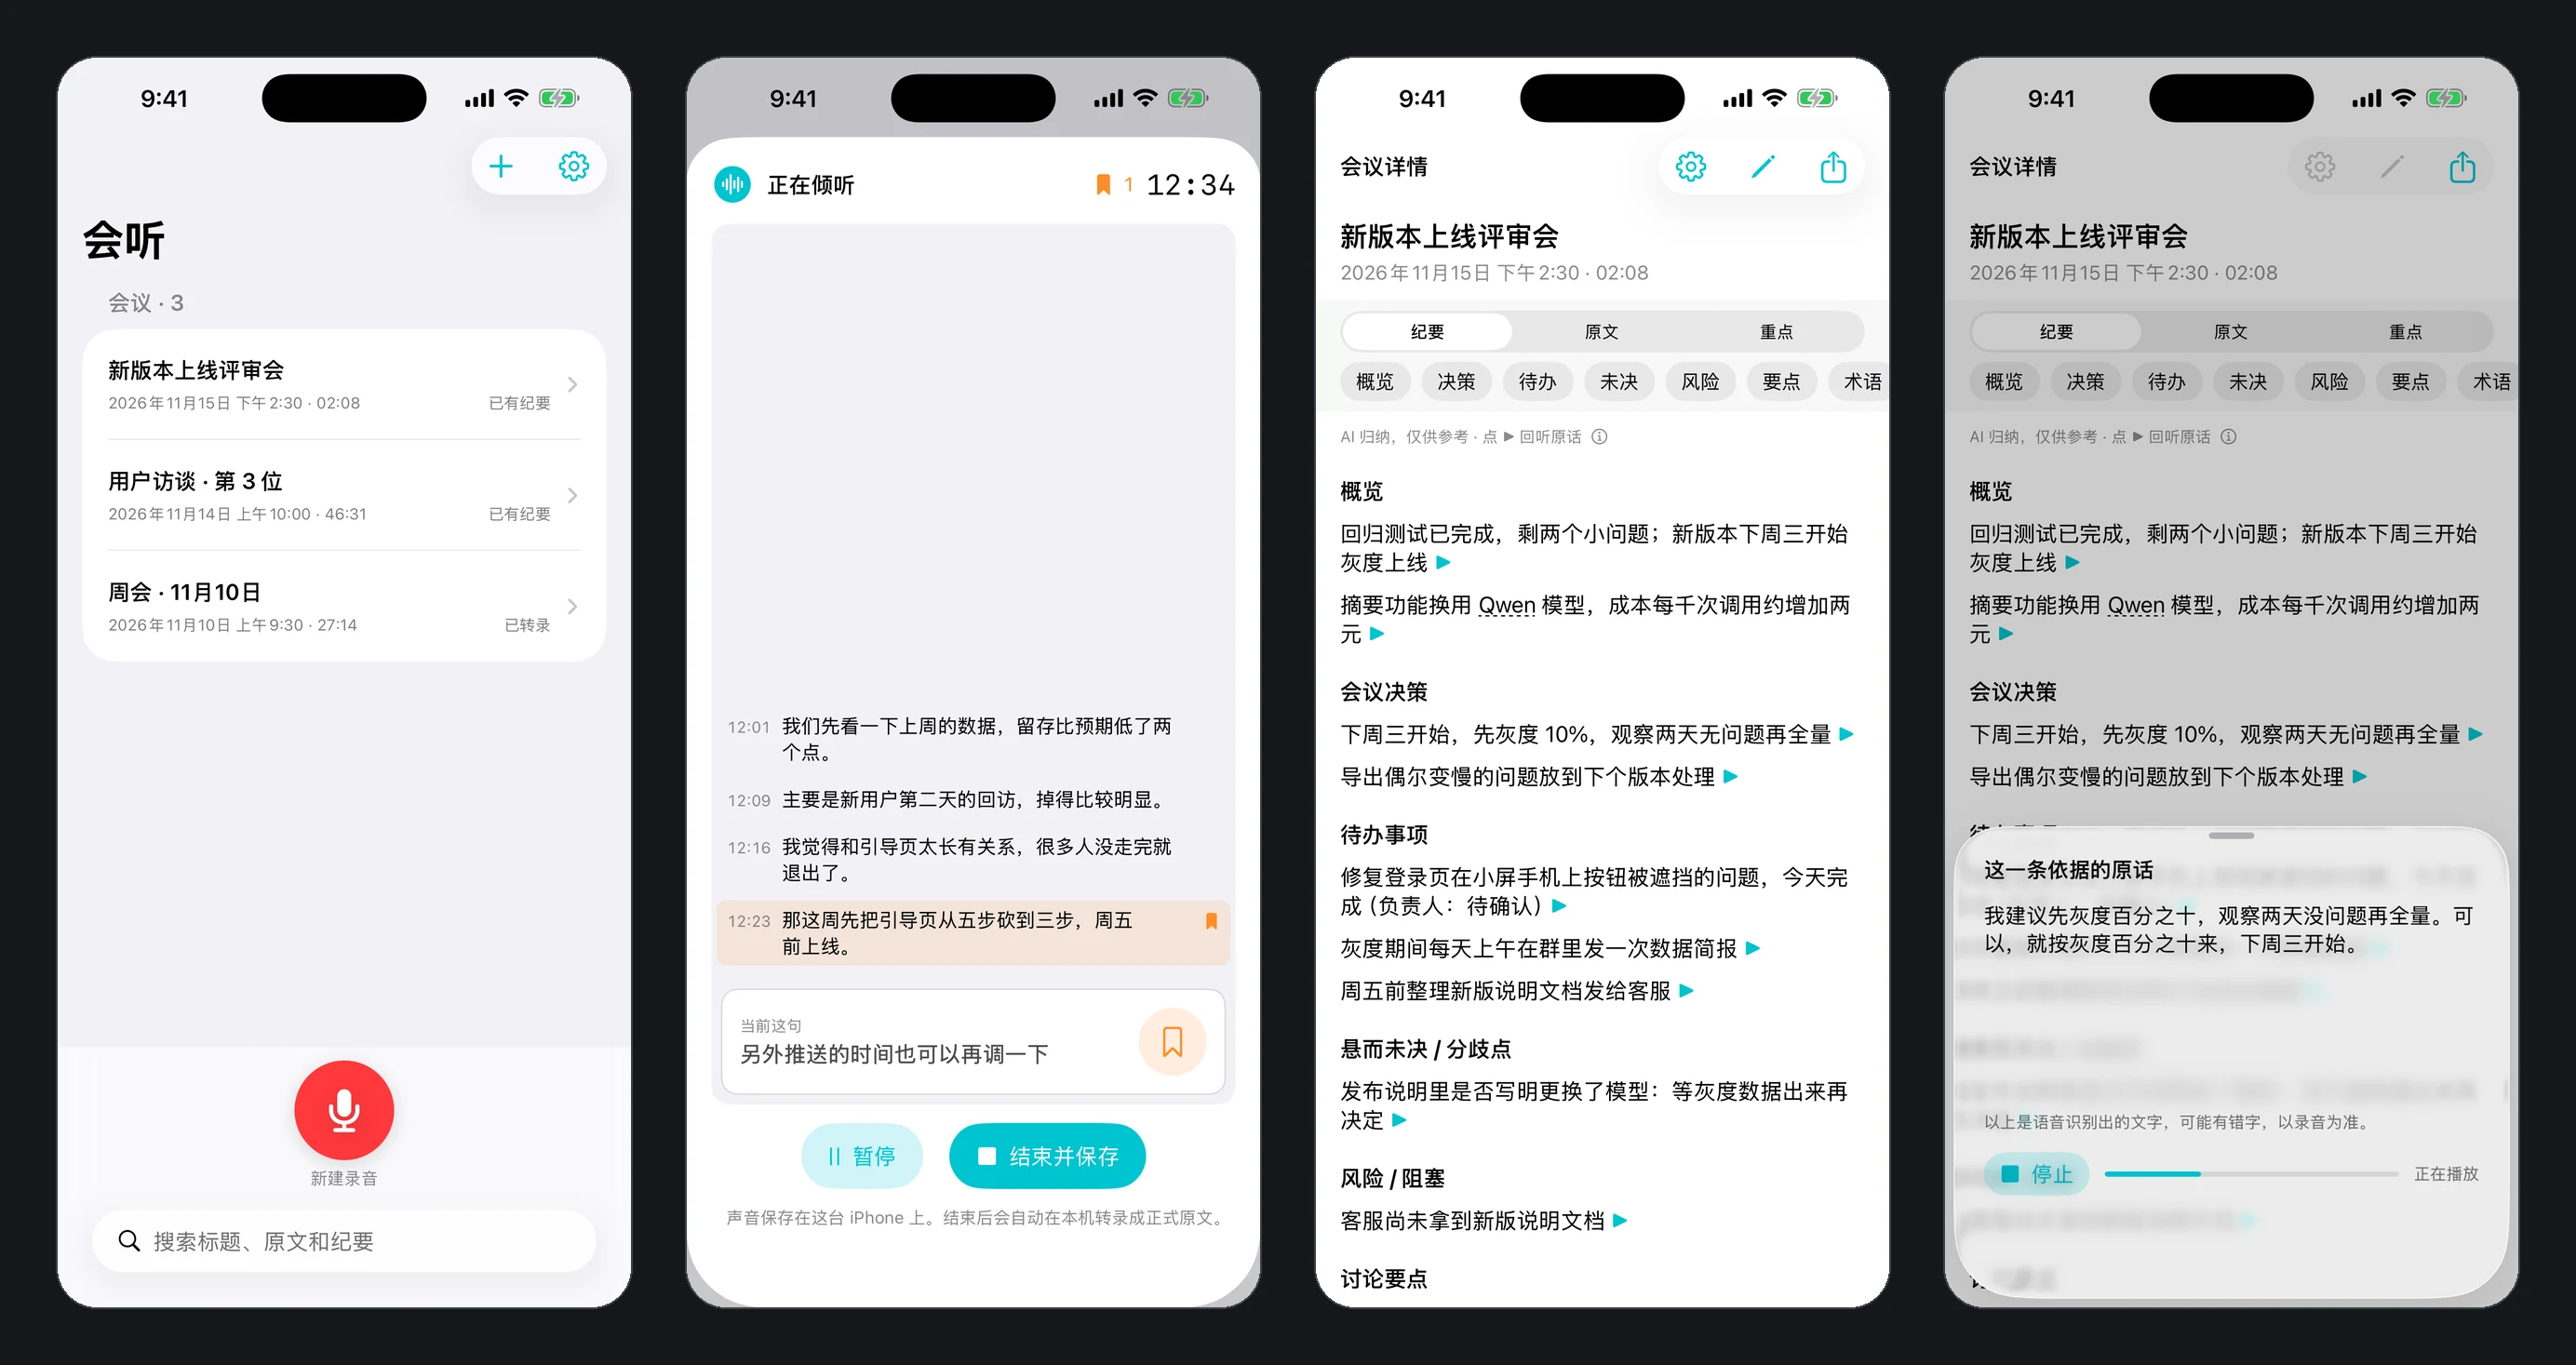 9:41
会听
会议 · 3
新版本上线评审会
2026年11月15日 下午2:30 · 02:08
已有纪要
用户访谈 · 第 3 位
2026年11月14日 上午10:00 · 46:31
已有纪要
周会 · 11月10日
2026年11月10日 上午9:30 · 27:14
已转录
新建录音
搜索标题、原文和纪要
9:41
正在倾听
1 12:34
12:01 我们先看一下上周的数据，留存比预期低了两
个点。
12:09 主要是新用户第二天的回访，掉得比较明显。
12:16 我觉得和引导页太长有关系，很多人没走完就
退出了。
12:23 那这周先把引导页从五步砍到三步，周五
前上线。
当前这句
另外推送的时间也可以再调一下
暂停
结束并保存
声音保存在这台 iPhone 上。结束后会自动在本机转录成正式原文。
9:41
会议详情
新版本上线评审会
2026年11月15日 下午2:30 · 02:08
纪要 原文 重点
概览 决策 待办 未决 风险 要点 术语
AI 归纳，仅供参考 · 点 ▶ 回听原话
概览
回归测试已完成，剩两个小问题；新版本下周三开始
灰度上线 ▶
摘要功能换用 Qwen 模型，成本每千次调用约增加两
元 ▶
会议决策
下周三开始，先灰度 10%，观察两天无问题再全量 ▶
导出偶尔变慢的问题放到下个版本处理 ▶
待办事项
修复登录页在小屏手机上按钮被遮挡的问题，今天完
成（负责人：待确认）▶
灰度期间每天上午在群里发一次数据简报 ▶
周五前整理新版说明文档发给客服 ▶
悬而未决 / 分歧点
发布说明里是否写明更换了模型：等灰度数据出来再
决定 ▶
风险 / 阻塞
客服尚未拿到新版说明文档 ▶
讨论要点
9:41
会议详情
新版本上线评审会
2026年11月15日 下午2:30 · 02:08
纪要 原文 重点
概览 决策 待办 未决 风险 要点 术语
AI 归纳，仅供参考 · 点 ▶ 回听原话
概览
回归测试已完成，剩两个小问题；新版本下周三开始
灰度上线 ▶
摘要功能换用 Qwen 模型，成本每千次调用约增加两
元 ▶
会议决策
下周三开始，先灰度 10%，观察两天无问题再全量 ▶
导出偶尔变慢的问题放到下个版本处理 ▶
这一条依据的原话
我建议先灰度百分之十，观察两天没问题再全量。可
以，就按灰度百分之十来，下周三开始。
以上是语音识别出的文字，可能有错字，以录音为准。
停止
正在播放